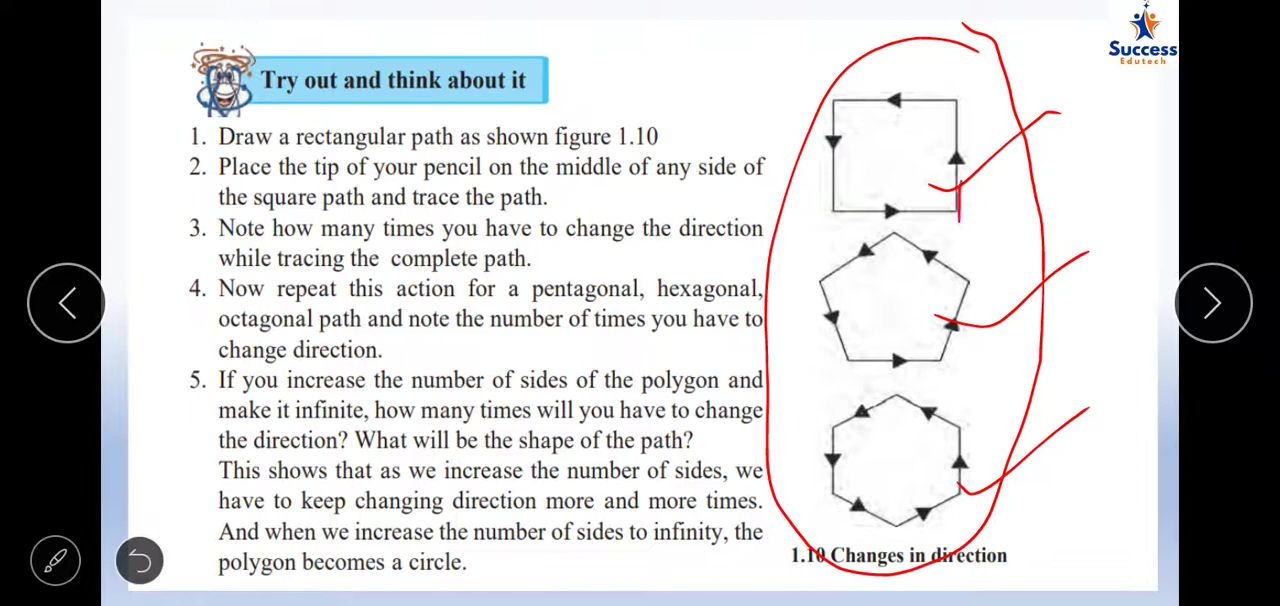 Success
Edutech
Try out and think about it
1. Draw a rectangular path as shown figure 1.10
2. Place the tip of your pencil on the middle of any side of
the square path and trace the path.
3. Note how many times you have to change the direction
while tracing the complete path.
4. Now repeat this action for a pentagonal, hexagonal,
octagonal path and note the number of times you have to
change direction.
5. If you increase the number of sides of the polygon and
make it infinite, how many times will you have to change
the direction? What will be the shape of the path?
This shows that as we increase the number of sides, we
have to keep changing direction more and more times.
And when we increase the number of sides to infinity, the
polygon becomes a circle.
1.10 Changes in direction